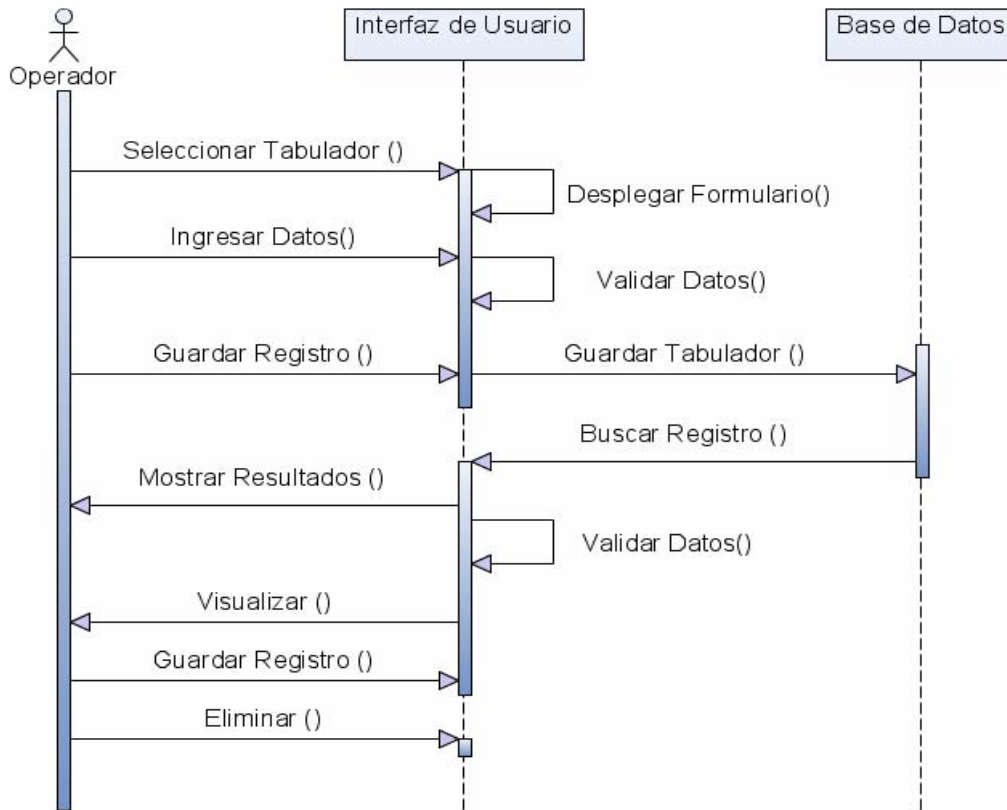 Operador
Interfaz de Usuario
Base de Datos
Seleccionar Tabulador ()
Desplegar Formulario()
Ingresar Datos()
Validar Datos()
Guardar Registro ()
Guardar Tabulador ()
Buscar Registro ()
Mostrar Resultados ()
Validar Datos()
Visualizar ()
Guardar Registro ()
Eliminar ()